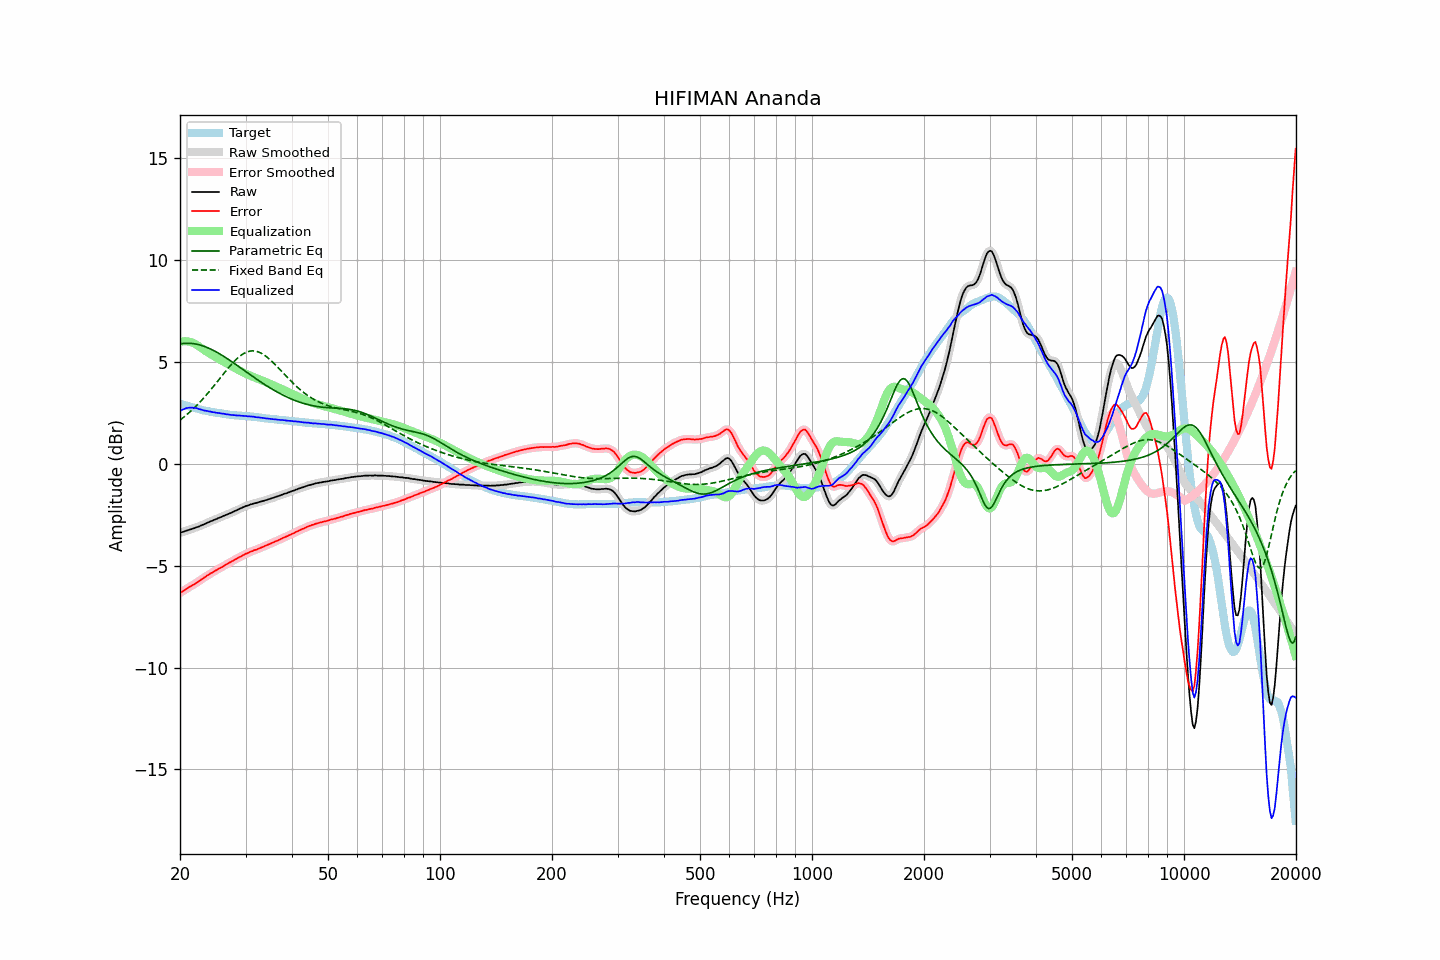 HIFIMAN Ananda
Target
Raw Smoothed
Error Smoothed
Raw
Error
Equalization
Parametric Eq
Fixed Band Eq
Equalized
Amplitude (dBr)
15
10
5
0
−5
−10
−15
20
50
100
200
500
1000
2000
5000
10000
20000
Frequency (Hz)